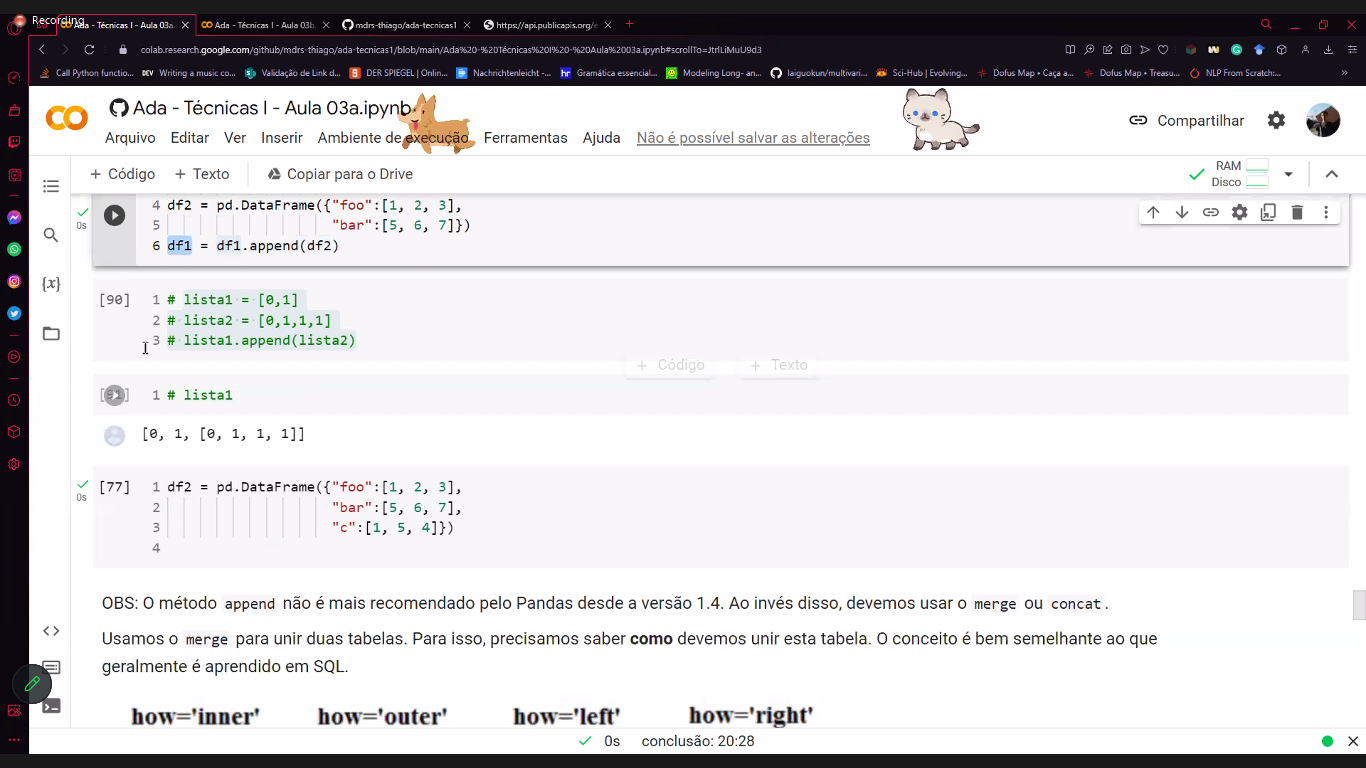 Recording
Ada - Técnicas I - Aula 03a.
Ada - Técnicas I - Aula 03b.
mdrs-thiago/ada-tecnicas1
https://api.publicapis.org/e
colab.research.google.com/github/mdrs-thiago/ada-tecnicas1/blob/main/Ada%20-%20Técnicas%20I%20-%20Aula%2003a.ipynb#scrollTo=JtrlLiMuU9d3
Call Python functio...
DEV Writing a music co...
Validação de Link d...
DER SPIEGEL | Onlin...
Nachrichtenleicht -...
hr Gramática essencial...
Modeling Long- an...
laiguokun/multivari...
Sci-Hub | Evolving...
Dofus Map • Caça a...
Dofus Map • Treasu...
NLP From Scratch:...
Ada - Técnicas I - Aula 03a.ipynb
Compartilhar
Arquivo Editar Ver Inserir Ambiente de execução Ferramentas Ajuda Não é possível salvar as alterações
+ Código + Texto Copiar para o Drive
RAM
Disco
4 df2 = pd.DataFrame({"foo":[1, 2, 3],
0s
5 "bar":[5, 6, 7]})
6 df1 = df1.append(df2)
[90] 1 # lista1 = [0,1]
2 # lista2 = [0,1,1,1]
3 # lista1.append(lista2)
+ Código + Texto
[91] 1 # lista1
[0, 1, [0, 1, 1, 1]]
[77] 1 df2 = pd.DataFrame({"foo":[1, 2, 3],
0s
2 "bar":[5, 6, 7],
3 "c":[1, 5, 4]})
4
OBS: O método append não é mais recomendado pelo Pandas desde a versão 1.4. Ao invés disso, devemos usar o merge ou concat.
Usamos o merge para unir duas tabelas. Para isso, precisamos saber como devemos unir esta tabela. O conceito é bem semelhante ao que
geralmente é aprendido em SQL.
how='inner' how='outer' how='left' how='right'
0s conclusão: 20:28